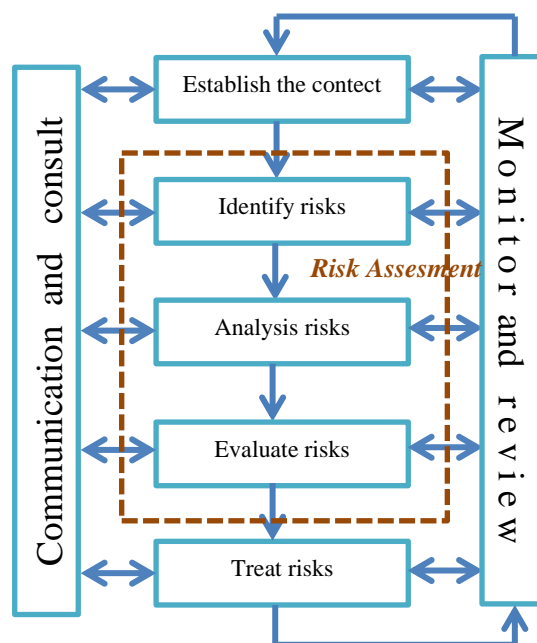 Establish the contect
Identify risks
Risk Assesment
Analysis risks
Evaluate risks
Treat risks
Communication and consult
Monitor and review